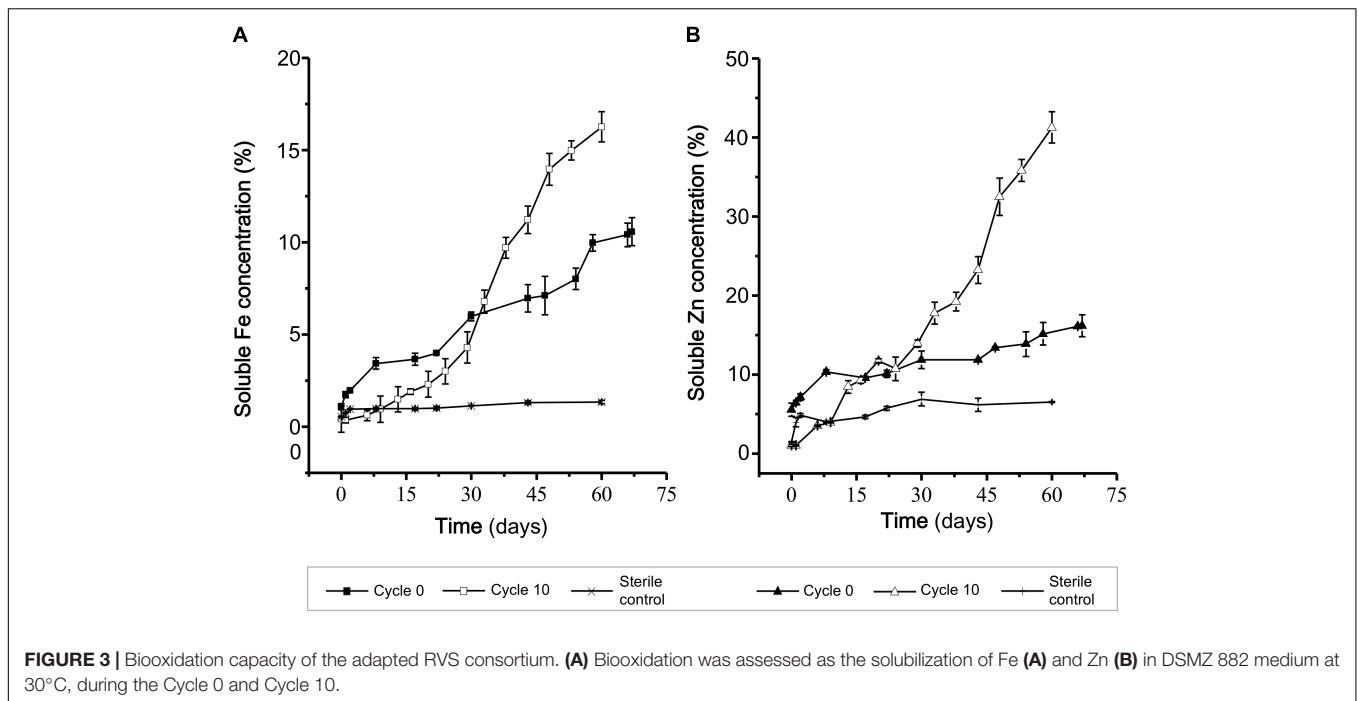 A
B
20
15
10
5
0
0
Soluble Fe concentration (%)
0 15 30 45 60 75
Time (days)
50
40
30
20
10
0
Soluble Zn concentration (%)
0 15 30 45 60 75
Time (days)
Cycle 0 Cycle 10 Sterile control
Cycle 0 Cycle 10 Sterile control
FIGURE 3 | Biooxidation capacity of the adapted RVS consortium. (A) Biooxidation was assessed as the solubilization of Fe (A) and Zn (B) in DSMZ 882 medium at
30°C, during the Cycle 0 and Cycle 10.